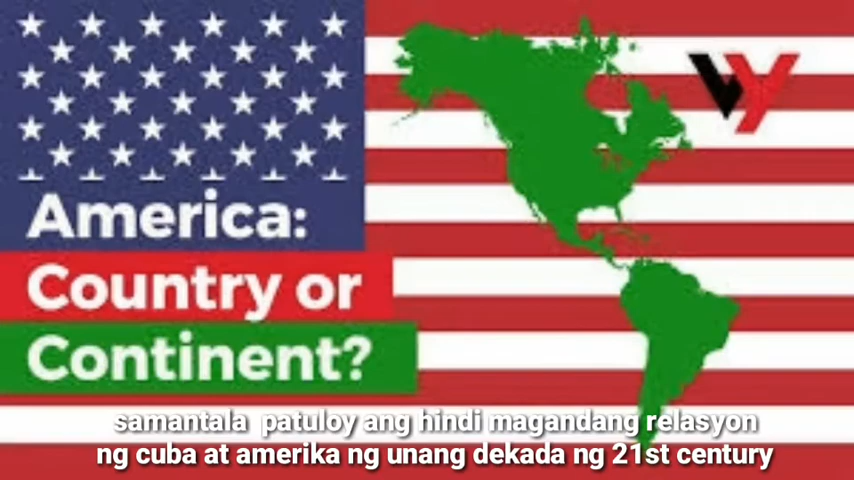 America:
Country or
Continent?
VY
samantala patuloy ang hindi magandang relasyon
ng cuba at amerika ng unang dekada ng 21st century